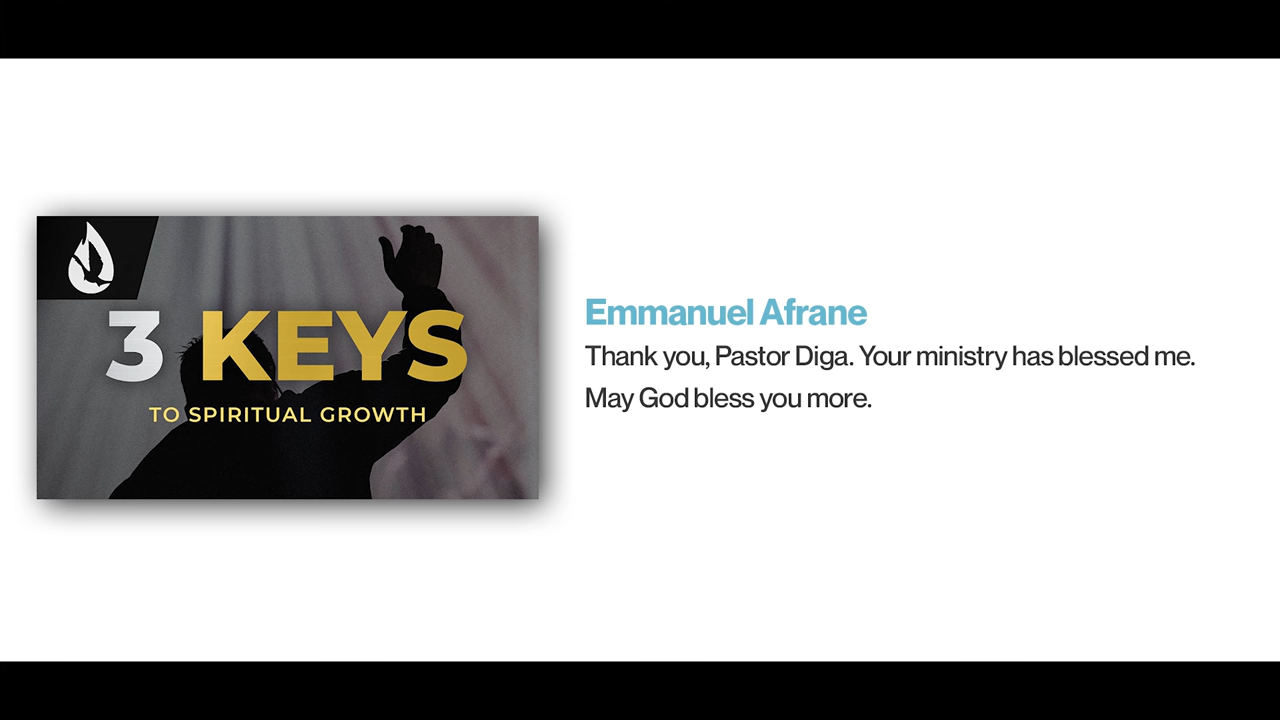 3 KEYS
TO SPIRITUAL GROWTH
Emmanuel Afrane
Thank you, Pastor Diga. Your ministry has blessed me.
May God bless you more.